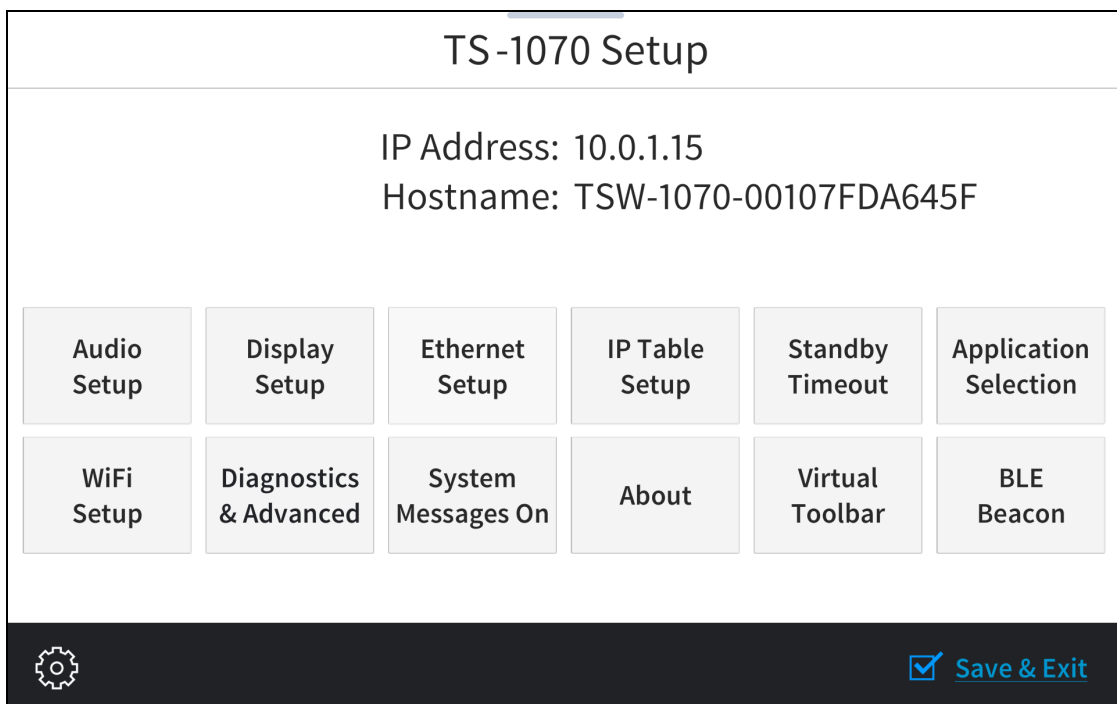 TS-1070 Setup
IP Address: 10.0.1.15
Hostname: TSW-1070-00107FDA645F
Audio
Setup
Display
Setup
Ethernet
Setup
IP Table
Setup
Standby
Timeout
Application
Selection
WiFi
Setup
Diagnostics
& Advanced
System
Messages On
About
Virtual
Toolbar
BLE
Beacon
Save & Exit